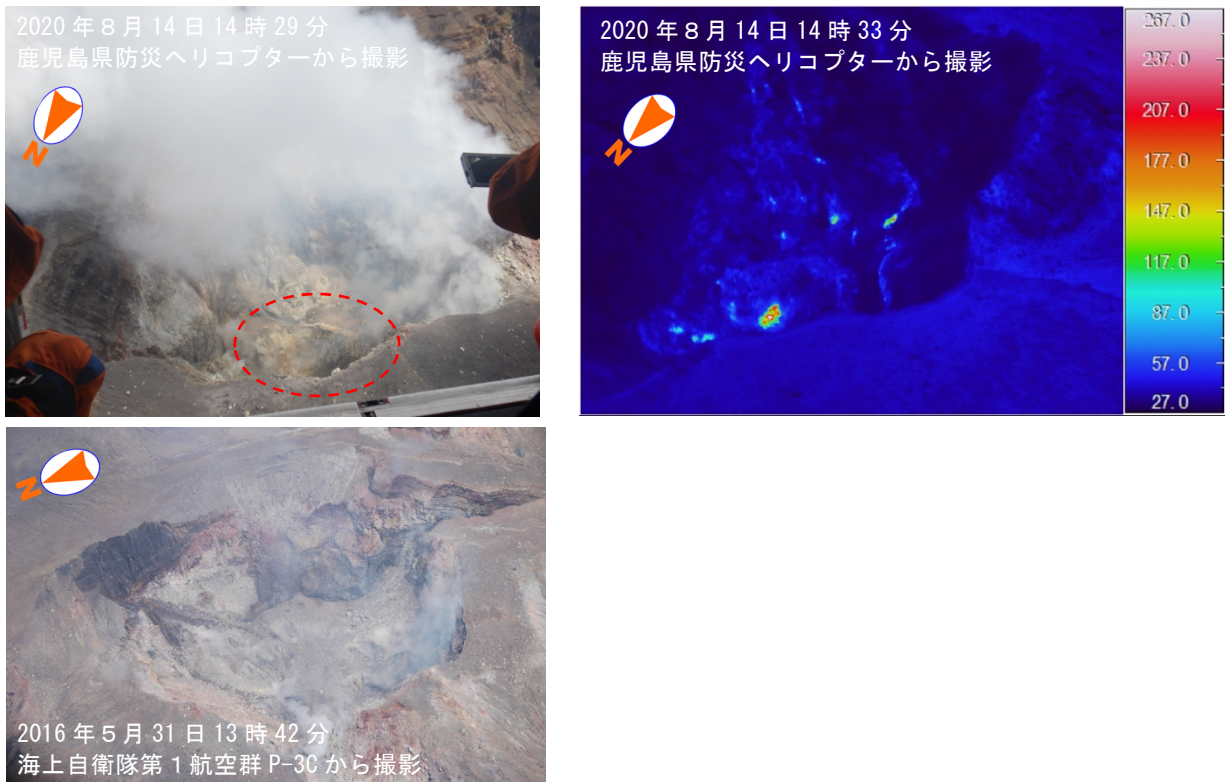 2020年8月14日14時29分
鹿児島県防災ヘリコプターから撮影
N
2020年8月14日14時33分
鹿児島県防災ヘリコプターから撮影
N
267.0
237.0
207.0
177.0
147.0
117.0
87.0
57.0
27.0
2016年5月31日13時42分
海上自衛隊第1航空群P-3Cから撮影
N